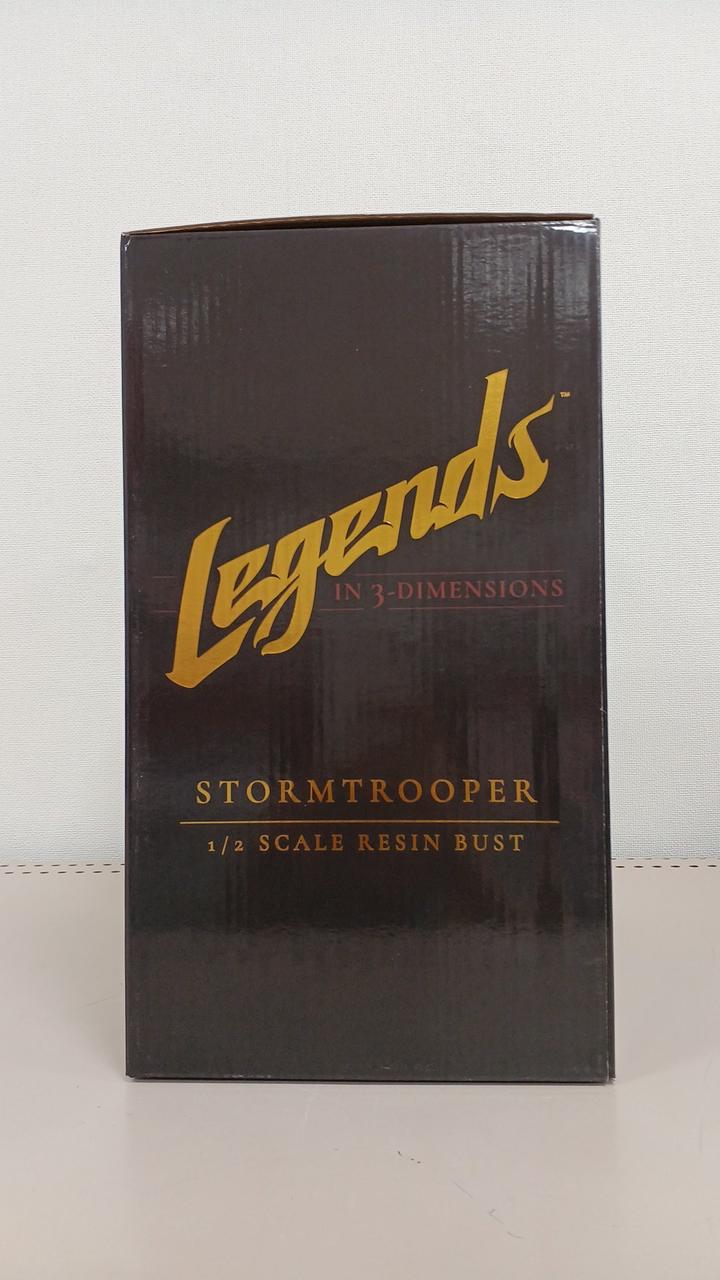 Legends™
IN 3-DIMENSIONS
STORMTROOPER
1/2 SCALE RESIN BUST